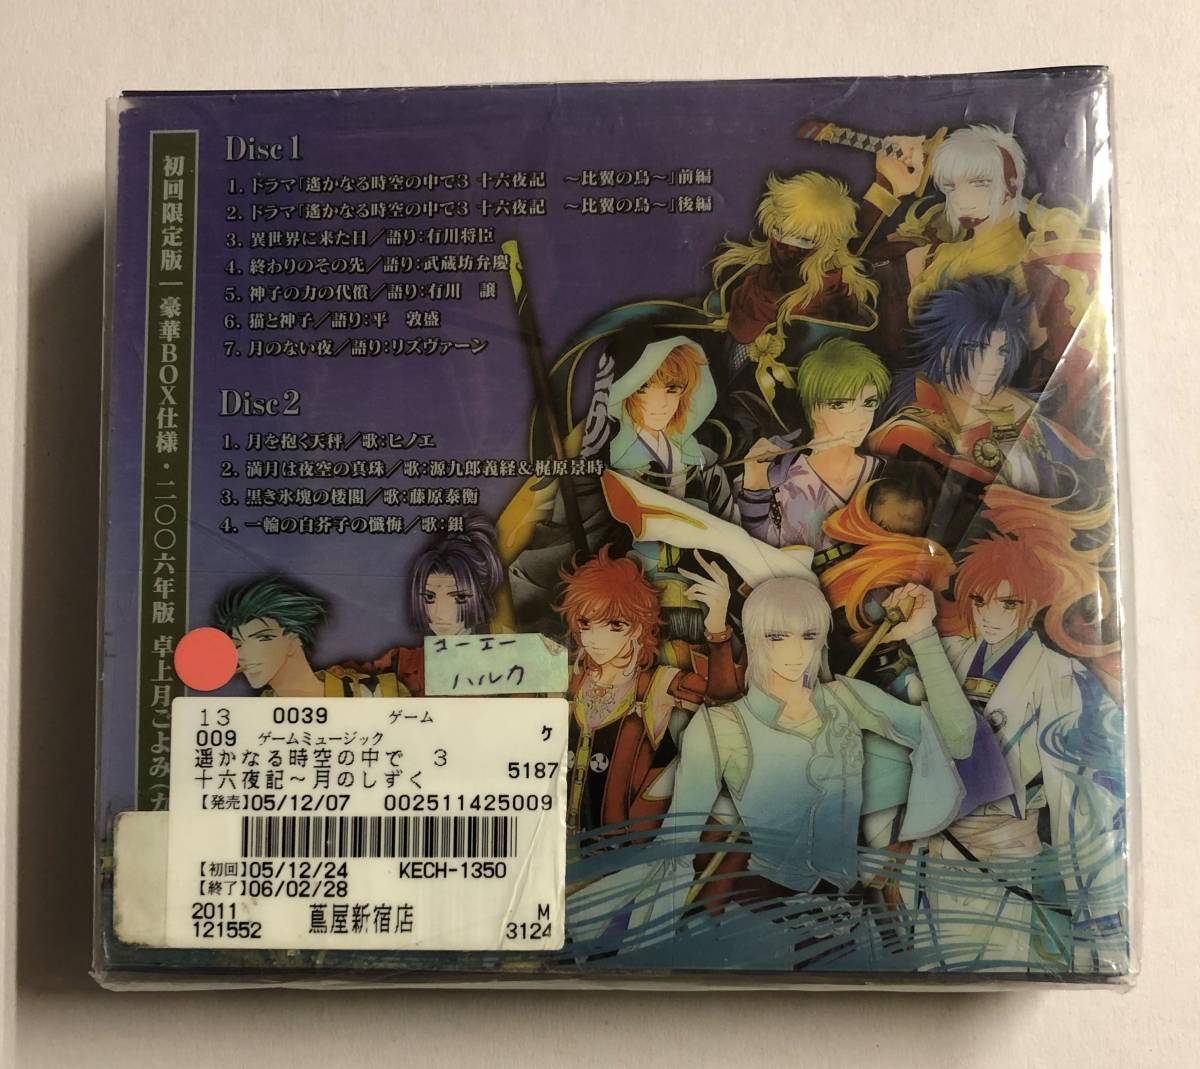 初回限定版｜豪華BOX仕様・二〇〇六年版 卓上月ごよみ
Disc 1
1. ドラマ「遙かなる時空の中で3 十六夜記 ～比翼の鳥～」前編
2. ドラマ「遙かなる時空の中で3 十六夜記 ～比翼の鳥～」後編
3. 異世界に来た日／語り：有川将臣
4. 終わりのその先／語り：武蔵坊弁慶
5. 神子の力の代償／語り：有川 譲
6. 猫と神子／語り：平 敦盛
7. 月のない夜／語り：リズヴァーン
Disc 2
1. 月を抱く天秤／歌：ヒノエ
2. 満月は夜空の真珠／歌：源九郎義経＆梶原景時
3. 黒き氷塊の楼閣／歌：藤原泰衡
4. 一輪の白芥子の懺悔／歌：銀
コーエー
ハルカ
13 0039 ゲーム
009 ゲームミュージック ケ
遥かなる時空の中で 3
十六夜記～月のしずく 5187
【発売】05/12/07 002511425009
【初回】05/12/24 KECH-1350
【終了】06/02/28
2011 蔦屋新宿店 M
121552 3124